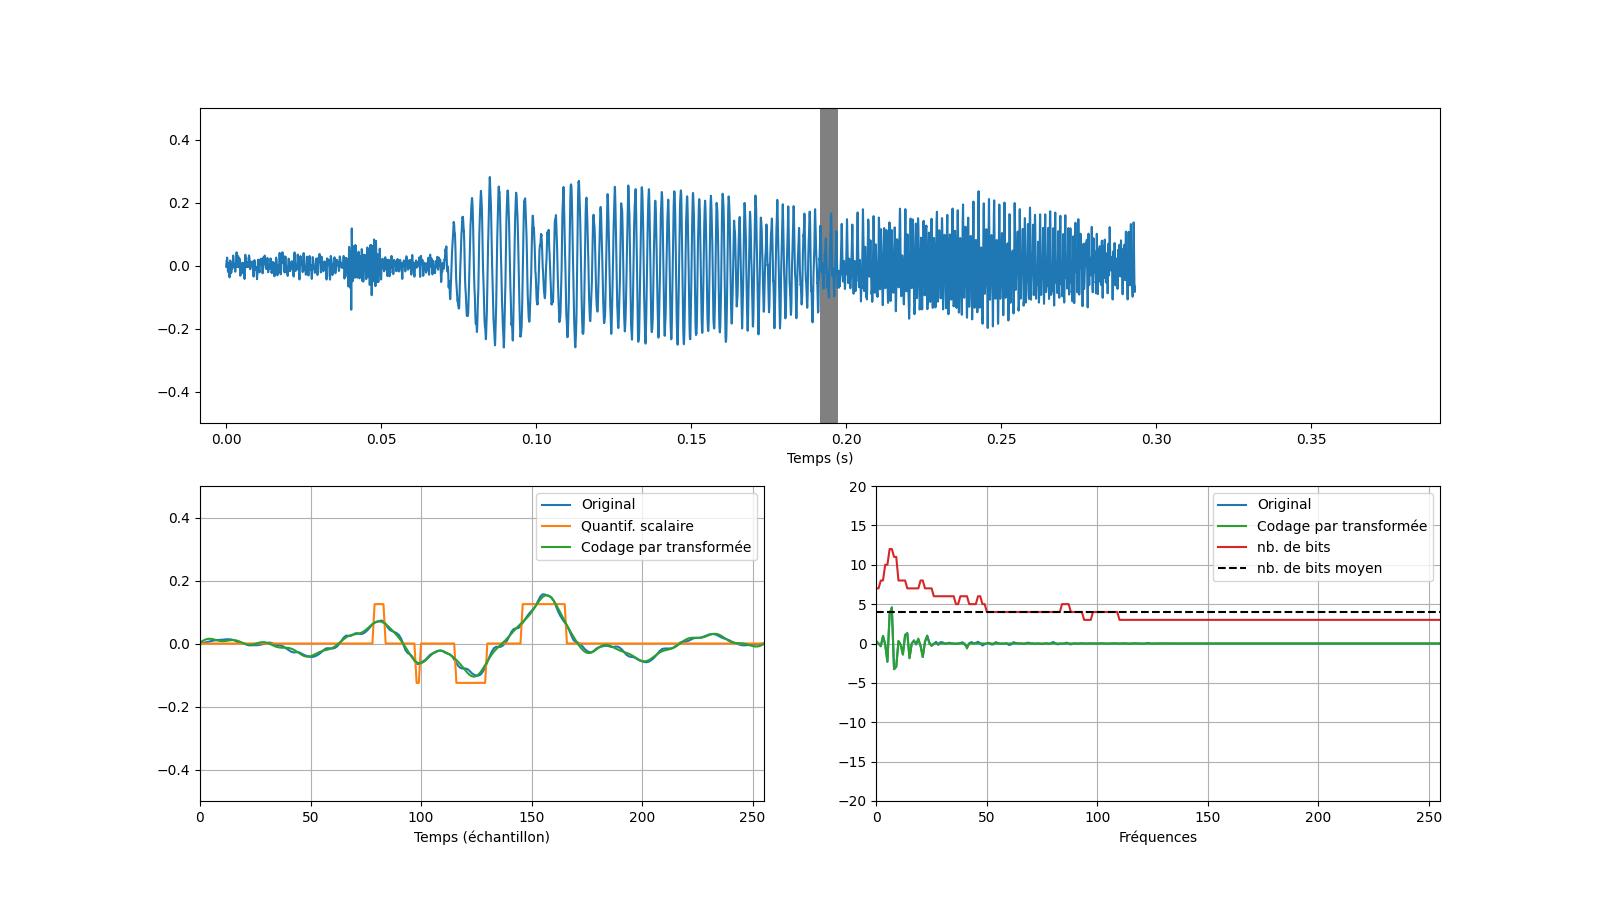 0.4
0.2
0.0
−0.2
−0.4
0.00 0.05 0.10 0.15 0.20 0.25 0.30 0.35
Temps (s)
0.4
0.2
0.0
−0.2
−0.4
Original
Quantif. scalaire
Codage par transformée
0 50 100 150 200 250
Temps (échantillon)
20
15
10
5
0
−5
−10
−15
−20
Original
Codage par transformée
nb. de bits
nb. de bits moyen
0 50 100 150 200 250
Fréquences